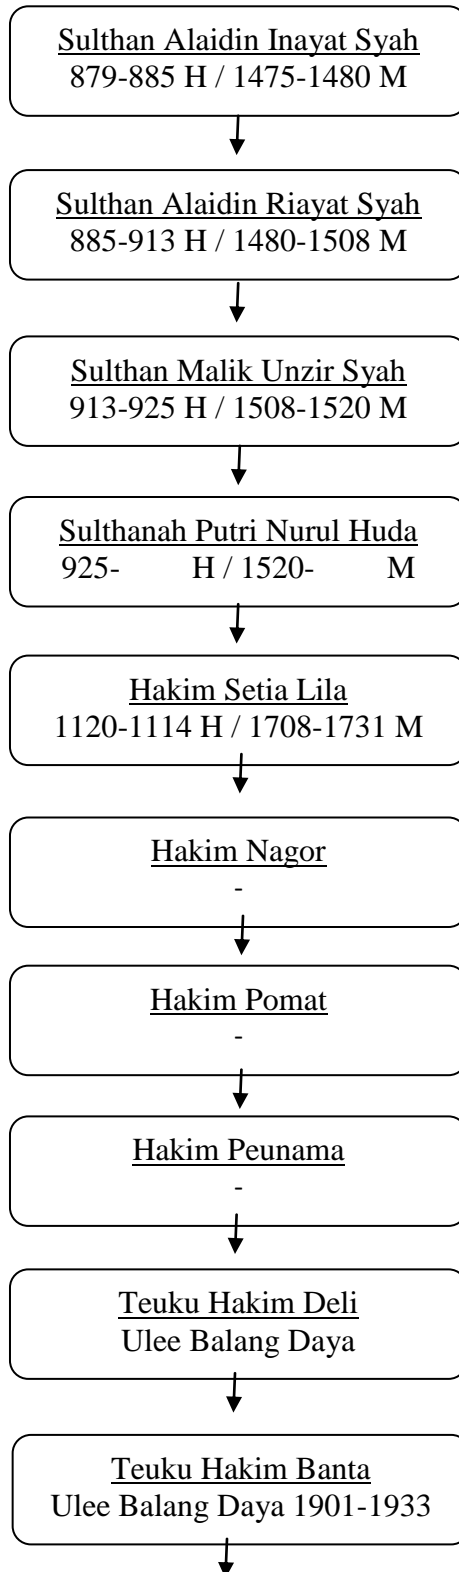 Sulthan Alaidin Inayat Syah
879-885 H / 1475-1480 M
Sulthan Alaidin Riayat Syah
885-913 H / 1480-1508 M
Sulthan Malik Unzir Syah
913-925 H / 1508-1520 M
Sulthanah Putri Nurul Huda
925- H / 1520- M
Hakim Setia Lila
1120-1114 H / 1708-1731 M
Hakim Nagor
-
Hakim Pomat
-
Hakim Peunama
-
Teuku Hakim Deli
Ulee Balang Daya
Teuku Hakim Banta
Ulee Balang Daya 1901-1933